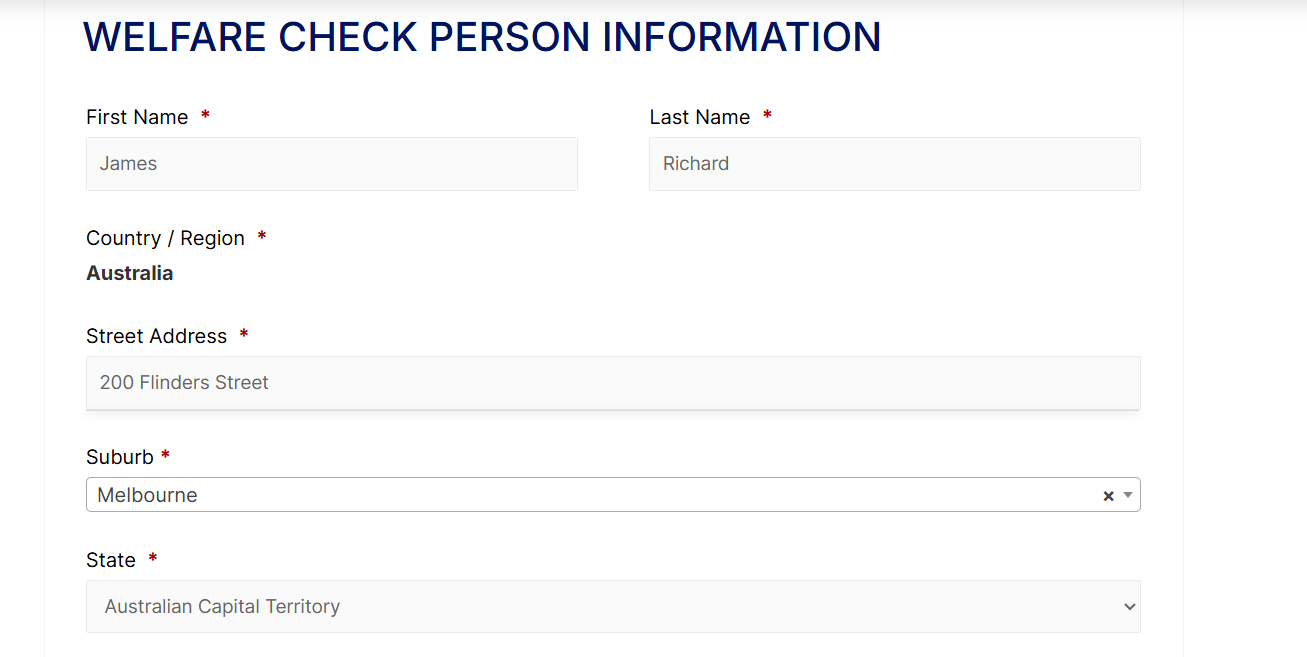 WELFARE CHECK PERSON INFORMATION
First Name * Last Name *
James Richard
Country / Region *
Australia
Street Address *
200 Flinders Street
Suburb *
Melbourne ×
State *
Australian Capital Territory